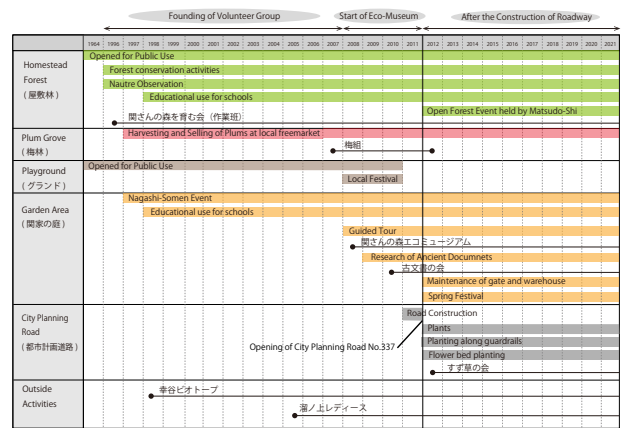 Founding of Volunteer Group Start of Eco-Museum After the Construction of Roadway
1964 1996 1997 1998 1999 2000 2001 2002 2003 2004 2005 2006 2007 2008 2009 2010 2011 2012 2013 2014 2015 2016 2017 2018 2019 2020 2021
Homestead
Forest
(屋敷林)
Opened for Public Use
Forest conservation activities
Nautre Observation
Educational use for schools
Open Forest Event held by Matsudo-Shi
関さんの森を育む会（作業班）
Plum Grove
(梅林)
Harvesting and Selling of Plums at local freemarket
梅組
Playground
(グランド)
Opened for Public Use
Local Festival
Garden Area
(関家の庭)
Nagashi-Somen Event
Educational use for schools
Guided Tour
関さんの森エコミュージアム
Research of Ancient Documnets
古文書の会
Maintenance of gate and warehouse
Spring Festival
City Planning
Road
(都市計画道路)
Road Construction
Plants
Planting along guardrails
Opening of City Planning Road No.337
Flower bed planting
すず草の会
Outside
Activities
幸谷ビオトープ
溜ノ上レディース